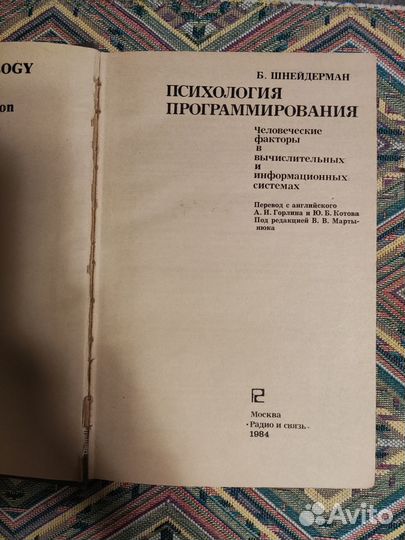 OLOGY
on
Б. ШНЕЙДЕРМАН
ПСИХОЛОГИЯ
ПРОГРАММИРОВАНИЯ
Человеческие
факторы
в
вычислительных
и
информационных
системах
Перевод с английского
А. И. Горлина и Ю. Б. Котова
Под редакцией В. В. Марты-
нюка
Москва
«Радио и связь»
1984
Avito